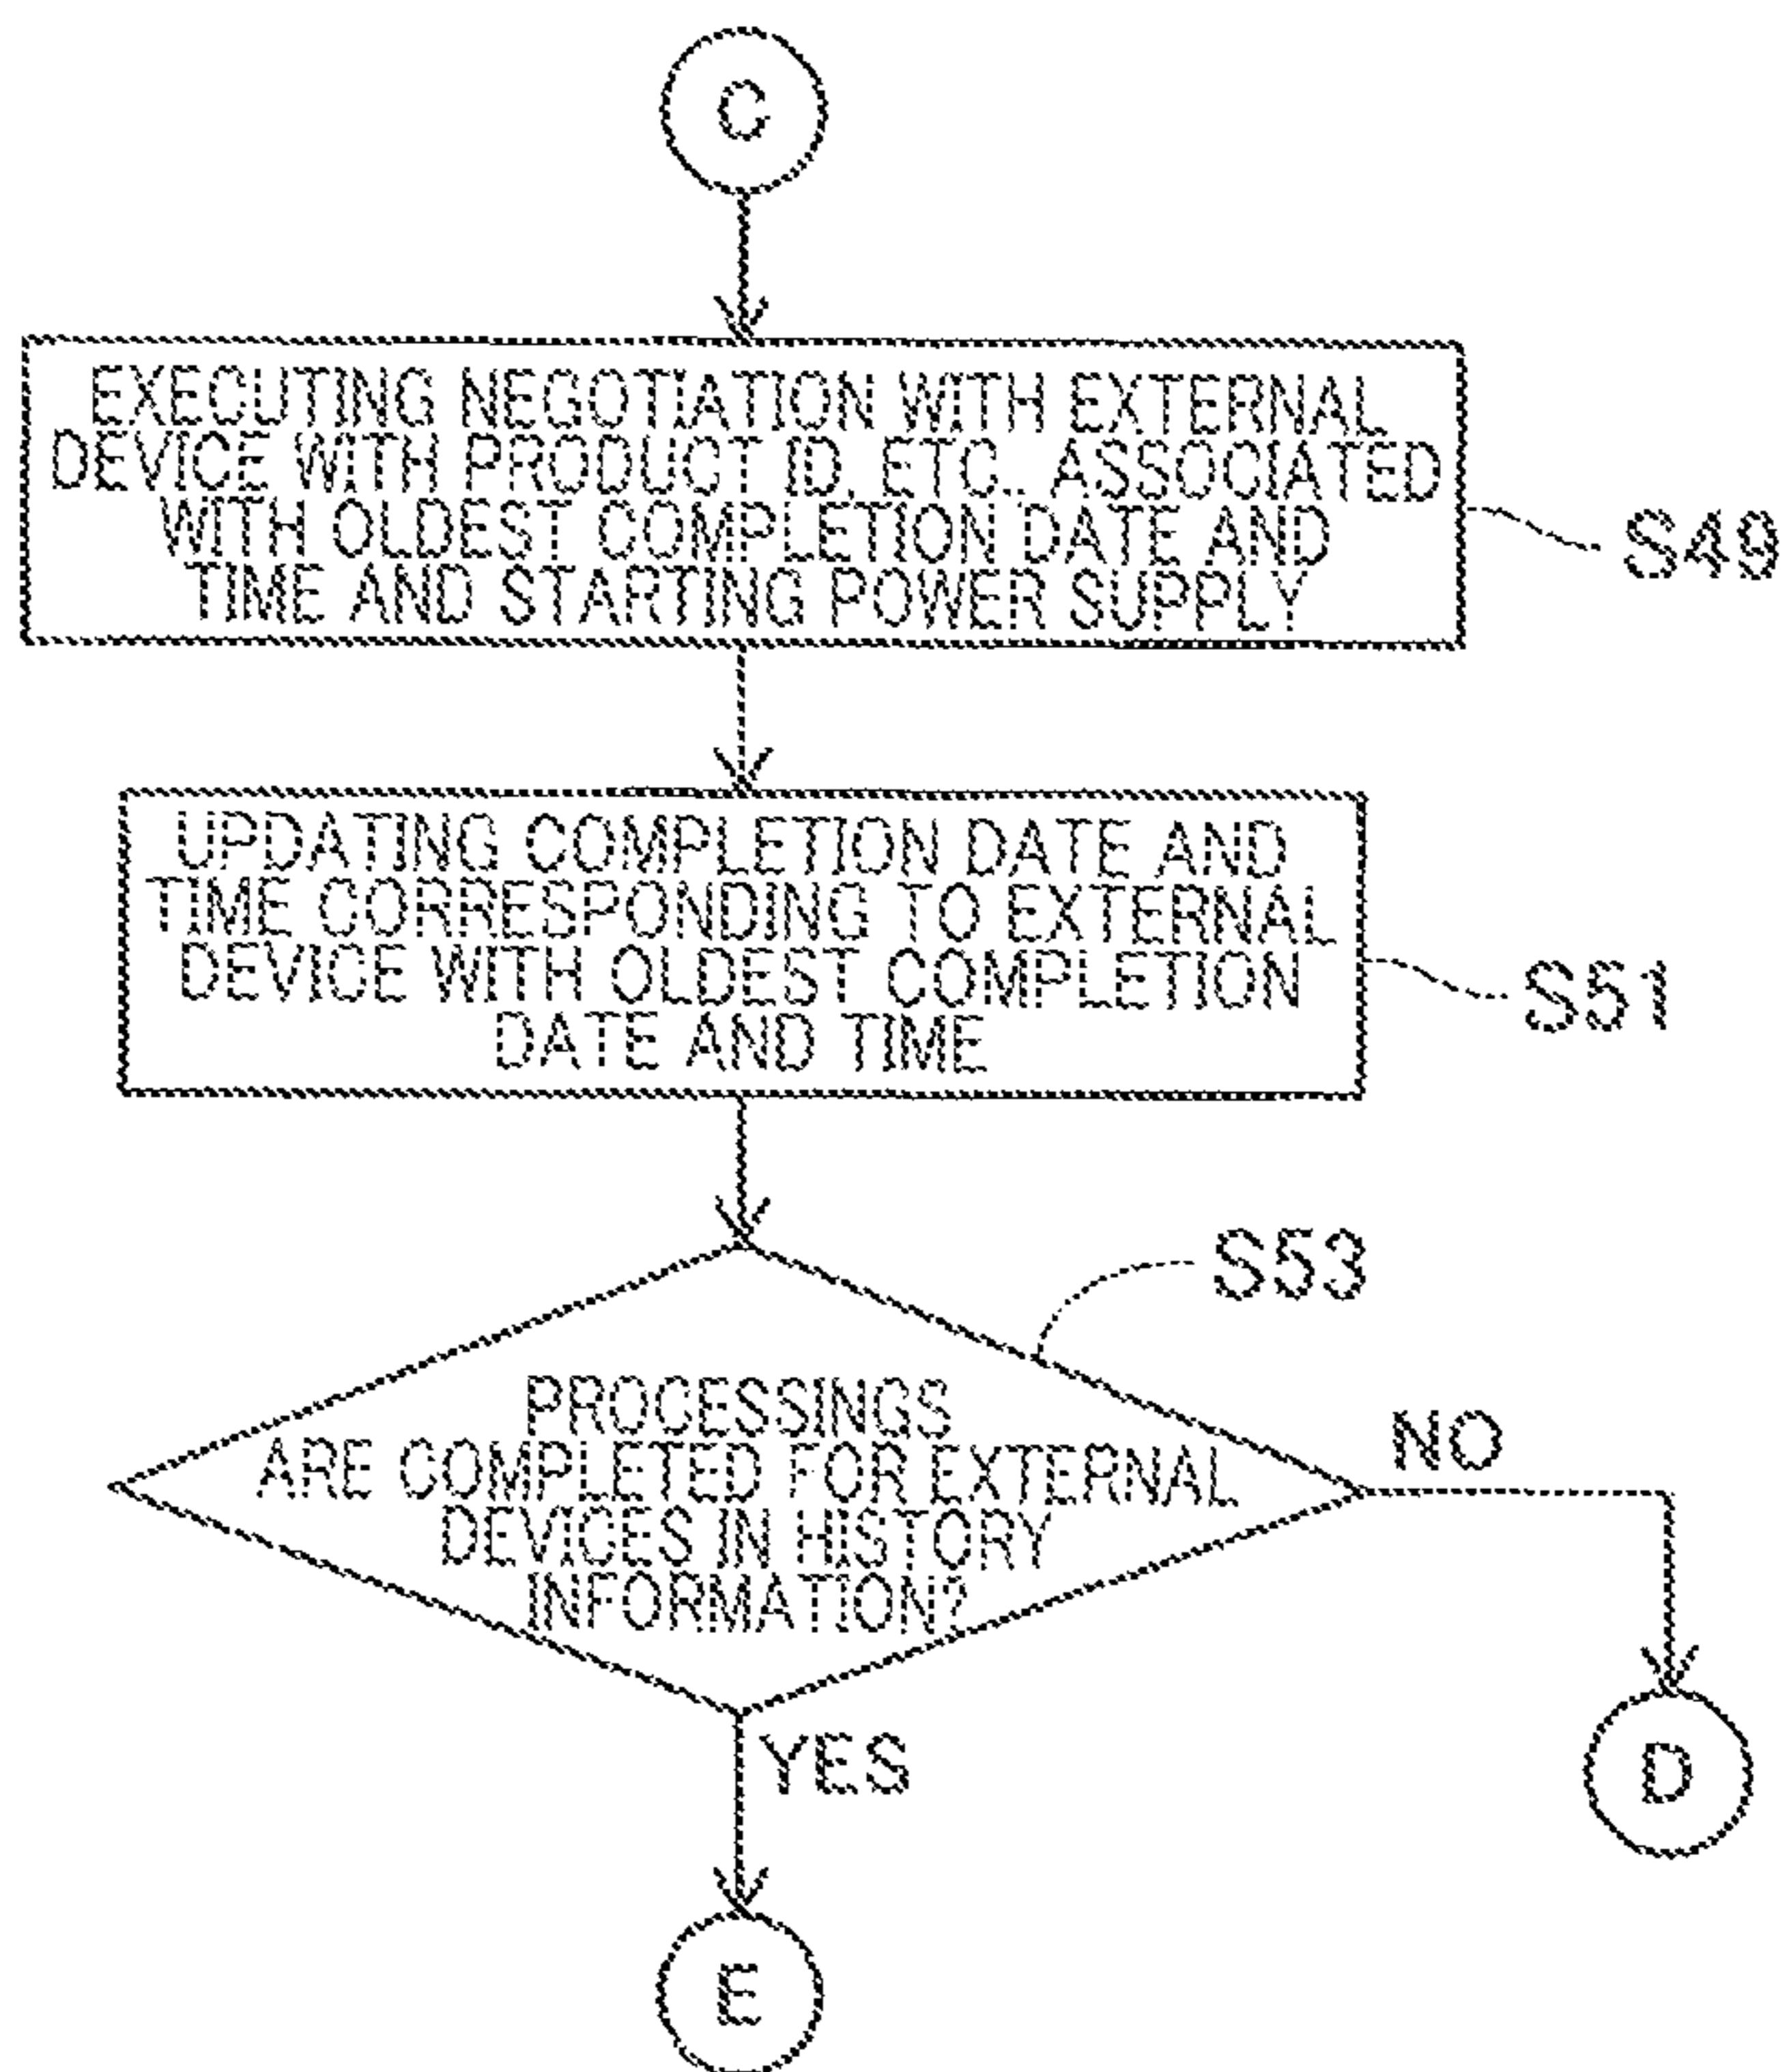 C
EXECUTING NEGOTIATION WITH EXTERNAL
DEVICE WITH PRODUCT ID, ETC., ASSOCIATED
WITH OLDEST COMPLETION DATE AND
TIME AND STARTING POWER SUPPLY
S49
UPDATING COMPLETION DATE AND
TIME CORRESPONDING TO EXTERNAL
DEVICE WITH OLDEST COMPLETION
DATE AND TIME
S51
S53
PROCESSINGS
ARE COMPLETED FOR EXTERNAL
DEVICES IN HISTORY
INFORMATION?
NO
YES
D
E